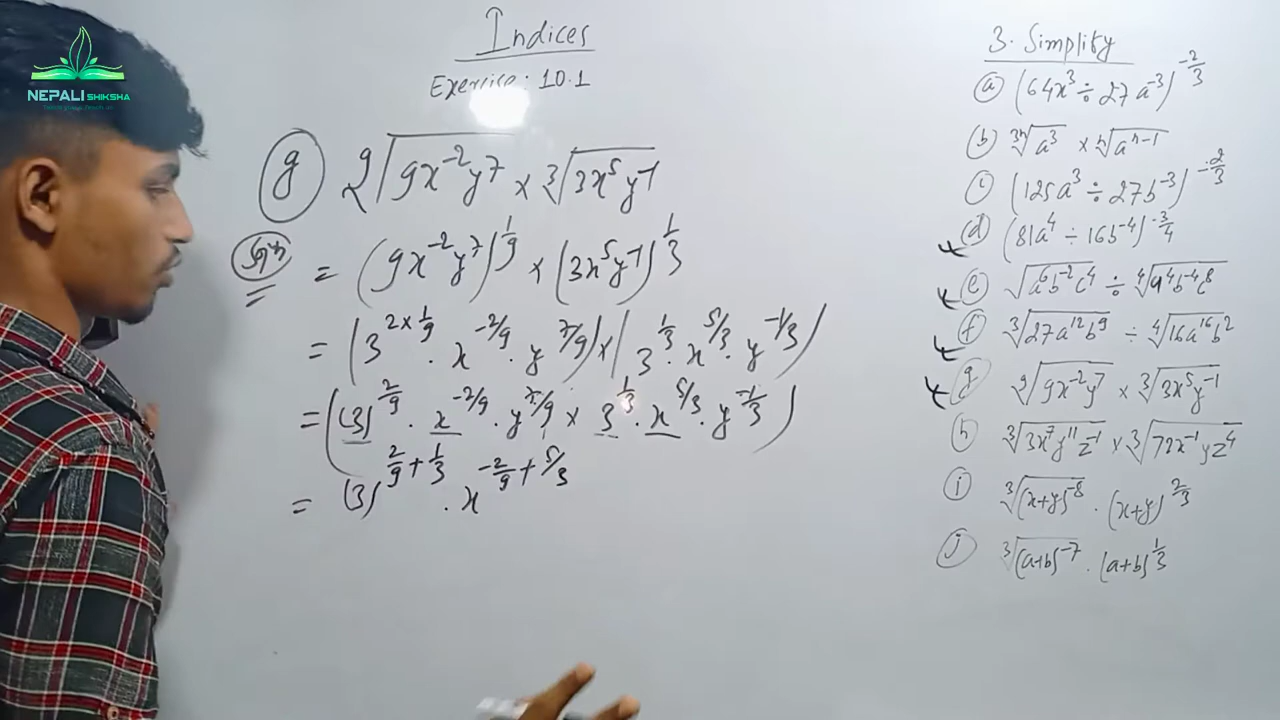 NEPALI SHIKSHA
Indices
Exercise: 10.1
(g) ⁹√(9x⁻²y⁷) × ³√(3x⁵y⁻¹)
Solⁿ
= (9x⁻²y⁷)^(1/9) × (3x⁵y⁻¹)^(1/3)
= (3^(2×1/9) . x^(-2/9) . y^(7/9)) × (3^(1/3) . x^(5/3) . y^(-1/3))
= ((3)^(2/9) . x^(-2/9) . y^(7/9) × 3^(1/3) . x^(5/3) . y^(-1/3))
= (3)^(2/9+1/3) . x^(-2/9+5/3)
3. Simplify
(a) (64x³ ÷ 27a⁻³)^(-2/3)
(b) ³ⁿ√a³ × ⁿ√aⁿ⁻¹
(c) (125a³ ÷ 27b⁻³)^(-2/3)
(d) (81a⁴ ÷ 16b⁻⁴)^(-3/4)
(e) √(a⁶b⁻²c⁴) ÷ ⁴√(a⁴b⁻⁴c⁸)
(f) ³√(27a¹²b⁹) ÷ ⁴√(16a¹⁶b²)
(g) ⁹√(9x⁻²y⁷) × ³√(3x⁵y⁻¹)
(h) ³√(3x⁷y¹¹z⁻¹) × ³√(72x⁻¹yz⁴)
(i) ³√(x+y)⁻⁸ . (x+y)^(2/3)
(j) ³√(a+b)⁻⁷ . (a+b)^(1/3)